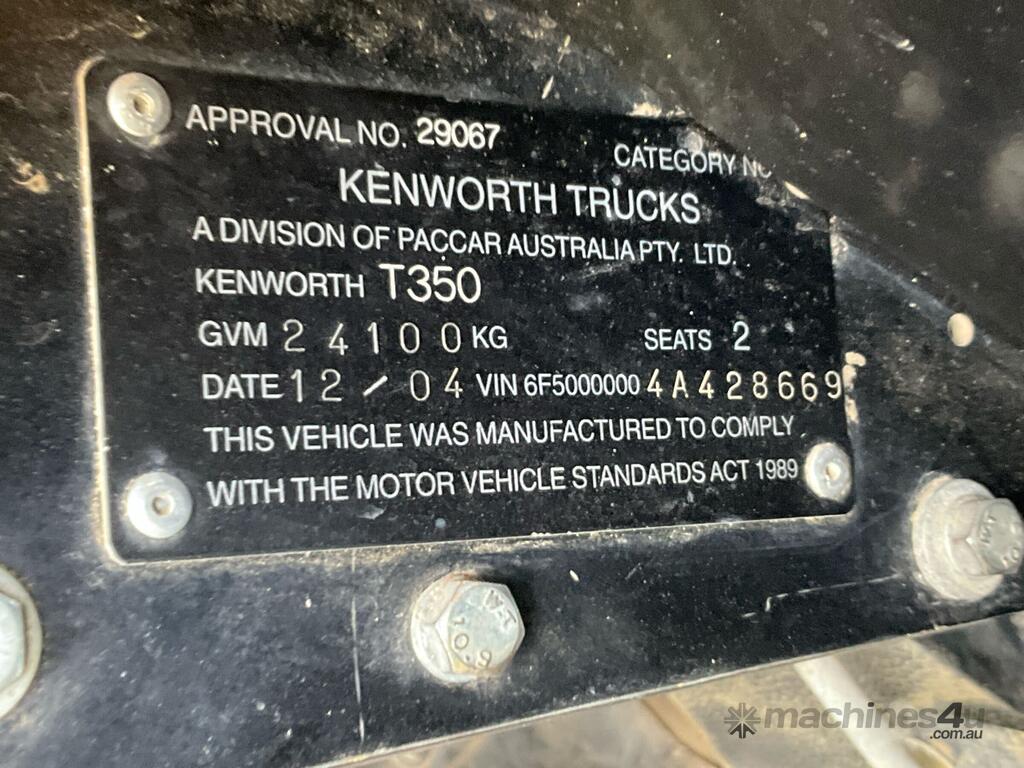 APPROVAL NO. 29067
CATEGORY
KENWORTH TRUCKS
A DIVISION OF PACCAR AUSTRALIA PTY. LTD.
KENWORTH T350
GVM 24100 KG SEATS 2
DATE 12/04 VIN 6F5000000 4A428669
THIS VEHICLE WAS MANUFACTURED TO COMPLY
WITH THE MOTOR VEHICLE STANDARDS ACT 1989
machines4u
.com.au